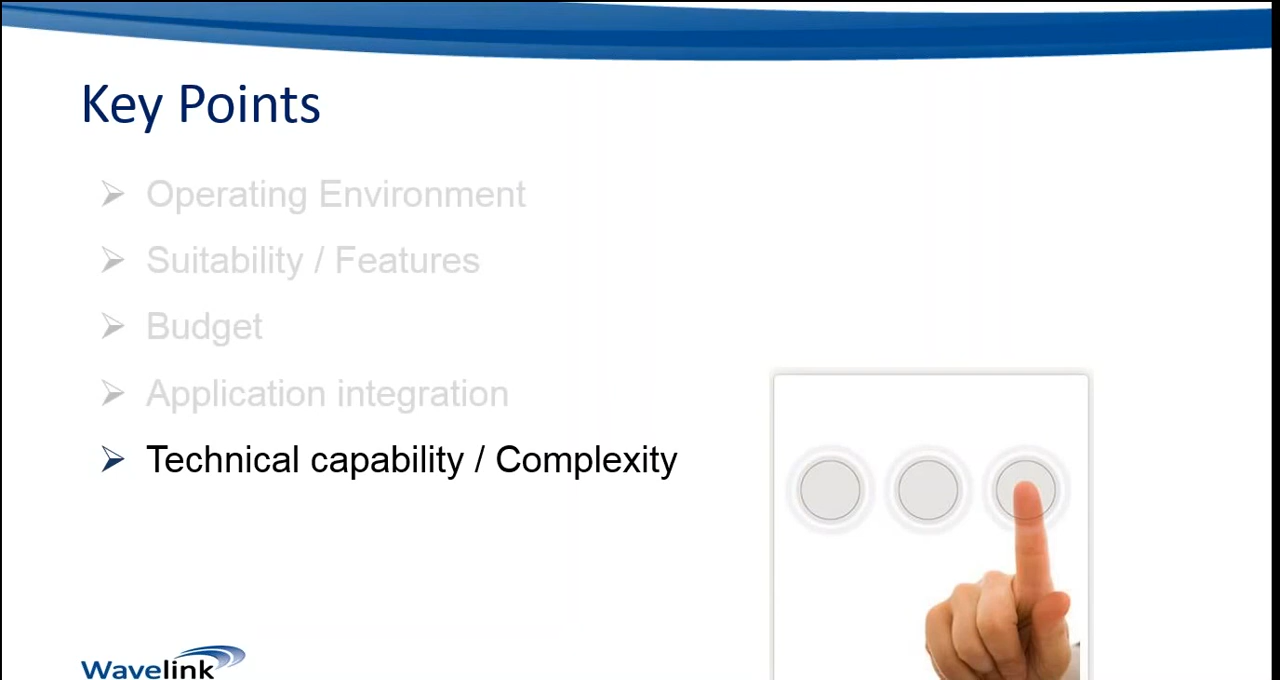 Key Points
Operating Environment
Suitability / Features
Budget
Application integration
Technical capability / Complexity
Wavelink